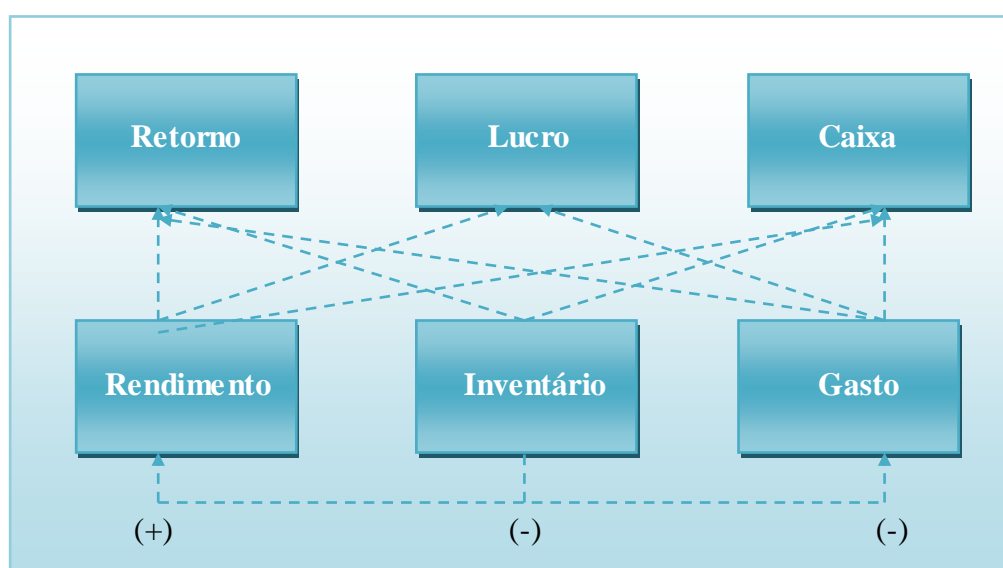 Retorno Lucro Caixa
Rendimento Inventário Gasto
(+) (-) (-)